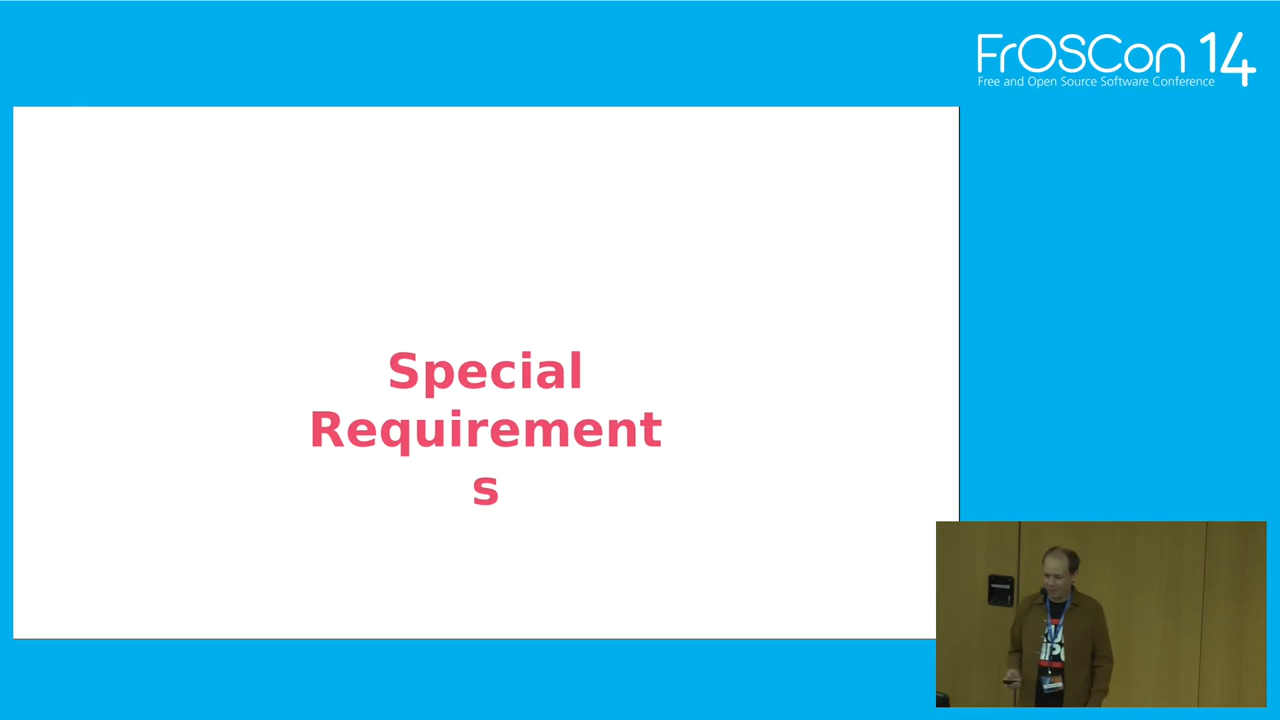 FrOSCon 14
Free and Open Source Software Conference
Special
Requirement
s